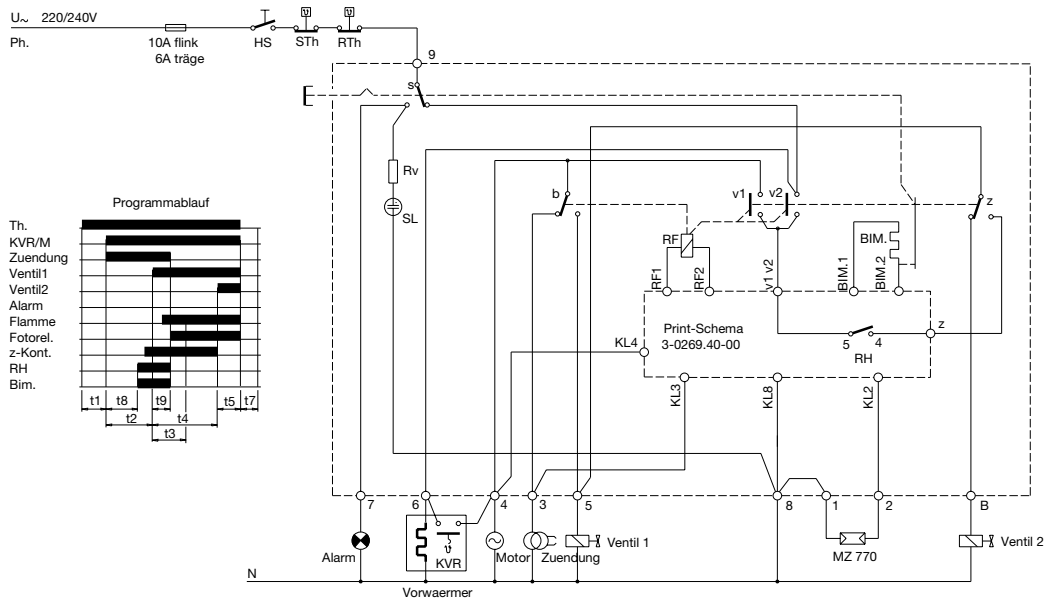 U~ 220/240V
Ph.
10A flink
6A träge
HS
STh
RTh
9
s
Rv
SL
b
v1
v2
z
RF
RF1
RF2
v1 v2
BIM.
BIM.1
BIM.2
Print-Schema
3-0269.40-00
5
4
RH
z
KL4
KL3
KL8
KL2
Programmablauf
Th.
KVR/M
Zuendung
Ventil1
Ventil2
Alarm
Flamme
Fotorel.
z-Kont.
RH
Bim.
t1
t8
t9
t5
t7
t2
t4
t3
7
6
4
3
5
8
1
2
B
Alarm
KVR
Motor
Zuendung
Ventil 1
MZ 770
Ventil 2
N
Vorwaermer